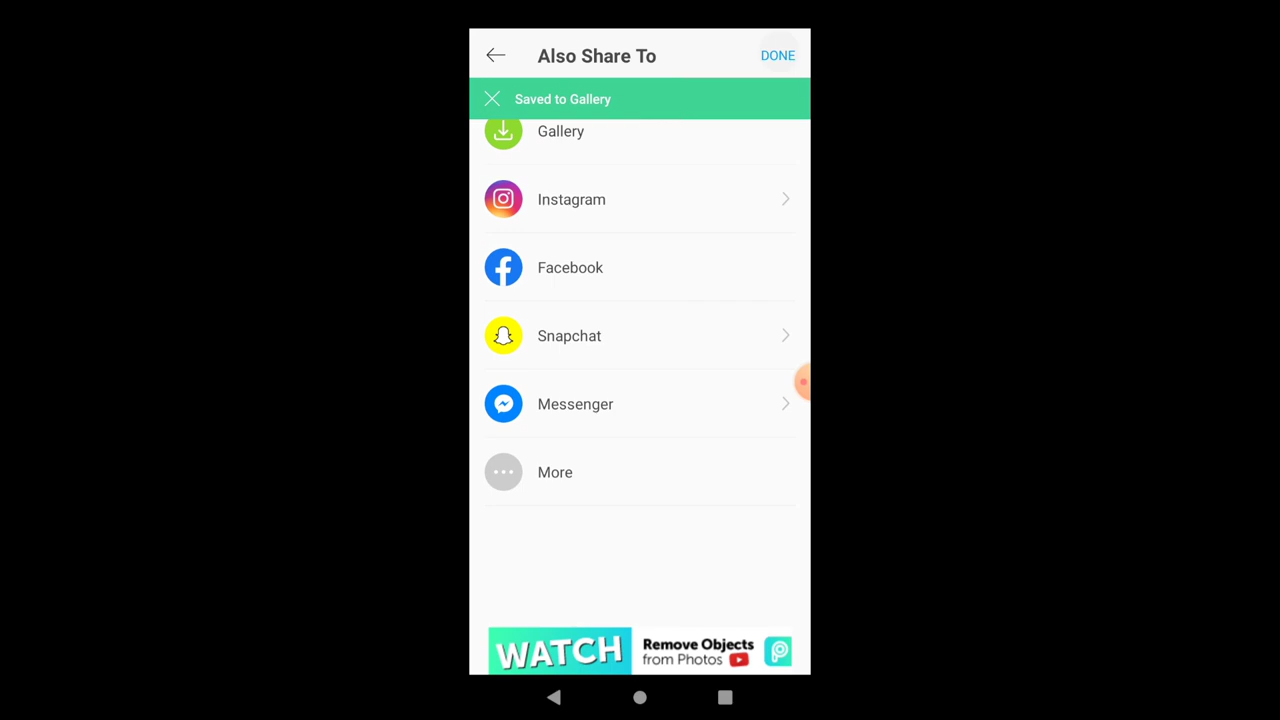 Also Share To
DONE
Saved to Gallery
Gallery
Instagram
Facebook
Snapchat
Messenger
More
WATCH
Remove Objects
from Photos